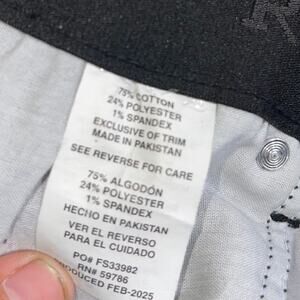 R
75% COTTON
24% POLYESTER
1% SPANDEX
EXCLUSIVE OF TRIM
MADE IN PAKISTAN
SEE REVERSE FOR CARE
75% ALGODÓN
24% POLYESTER
1% SPANDEX
HECHO EN PAKISTAN
VER EL REVERSO
PARA EL CUIDADO
PO# FS33982
RN# 59786
ODUCED FEB-2025